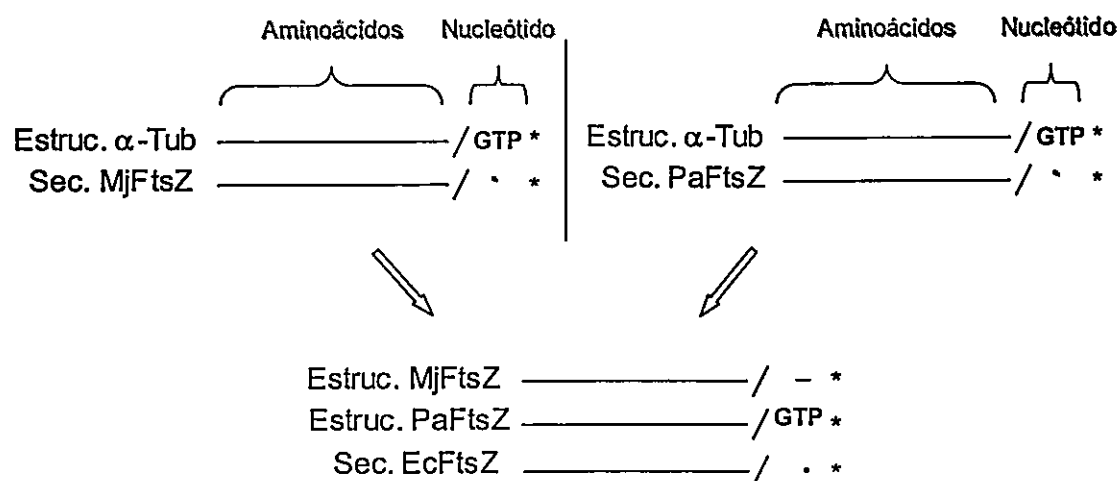 Aminoácidos Nucleótido
Estruc. α-Tub / GTP *
Sec. MjFtsZ / · *
Aminoácidos Nucleótido
Estruc. α-Tub / GTP *
Sec. PaFtsZ / · *
Estruc. MjFtsZ / – *
Estruc. PaFtsZ / GTP *
Sec. EcFtsZ / · *